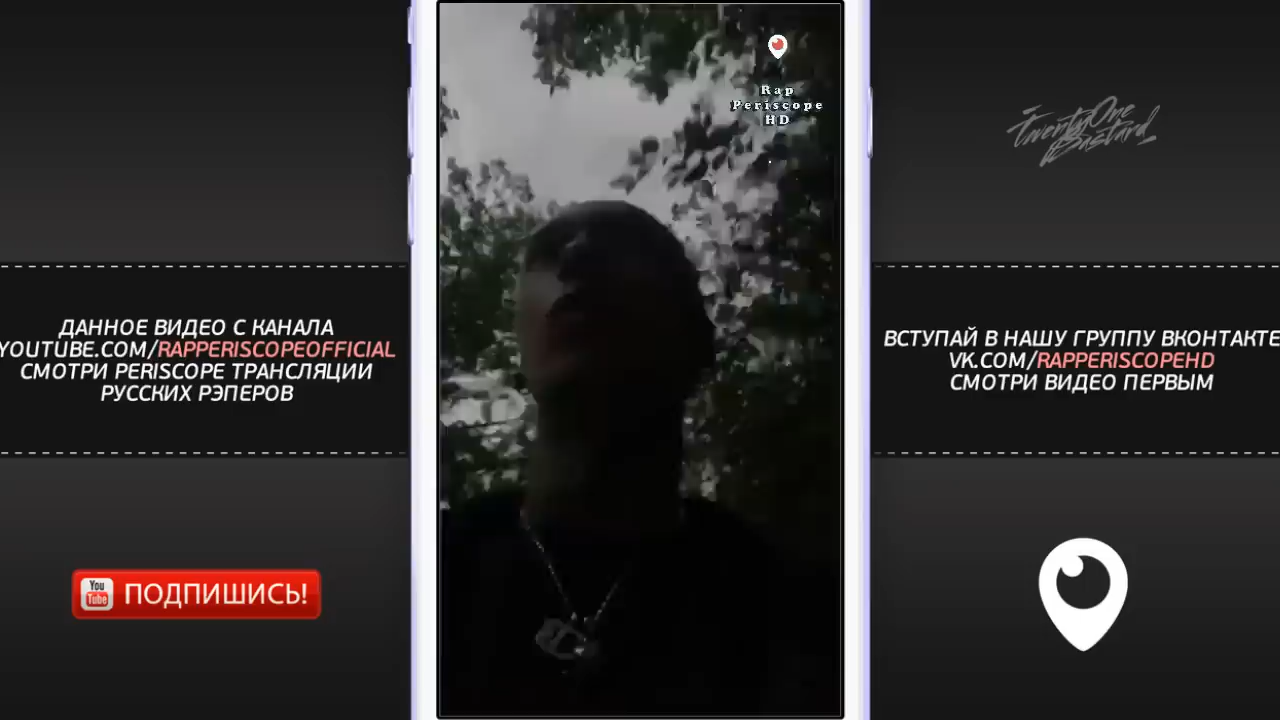 ДАННОЕ ВИДЕО С КАНАЛА
YOUTUBE.COM/RAPPERISCOPEOFFICIAL
СМОТРИ PERISCOPE ТРАНСЛЯЦИИ
РУССКИХ РЭПЕРОВ
You
Tube
ПОДПИШИСЬ!
Rap
Periscope
HD
TwentyOne
Bastard
ВСТУПАЙ В НАШУ ГРУППУ ВКОНТАКТЕ
VK.COM/RAPPERISCOPEHD
СМОТРИ ВИДЕО ПЕРВЫМ